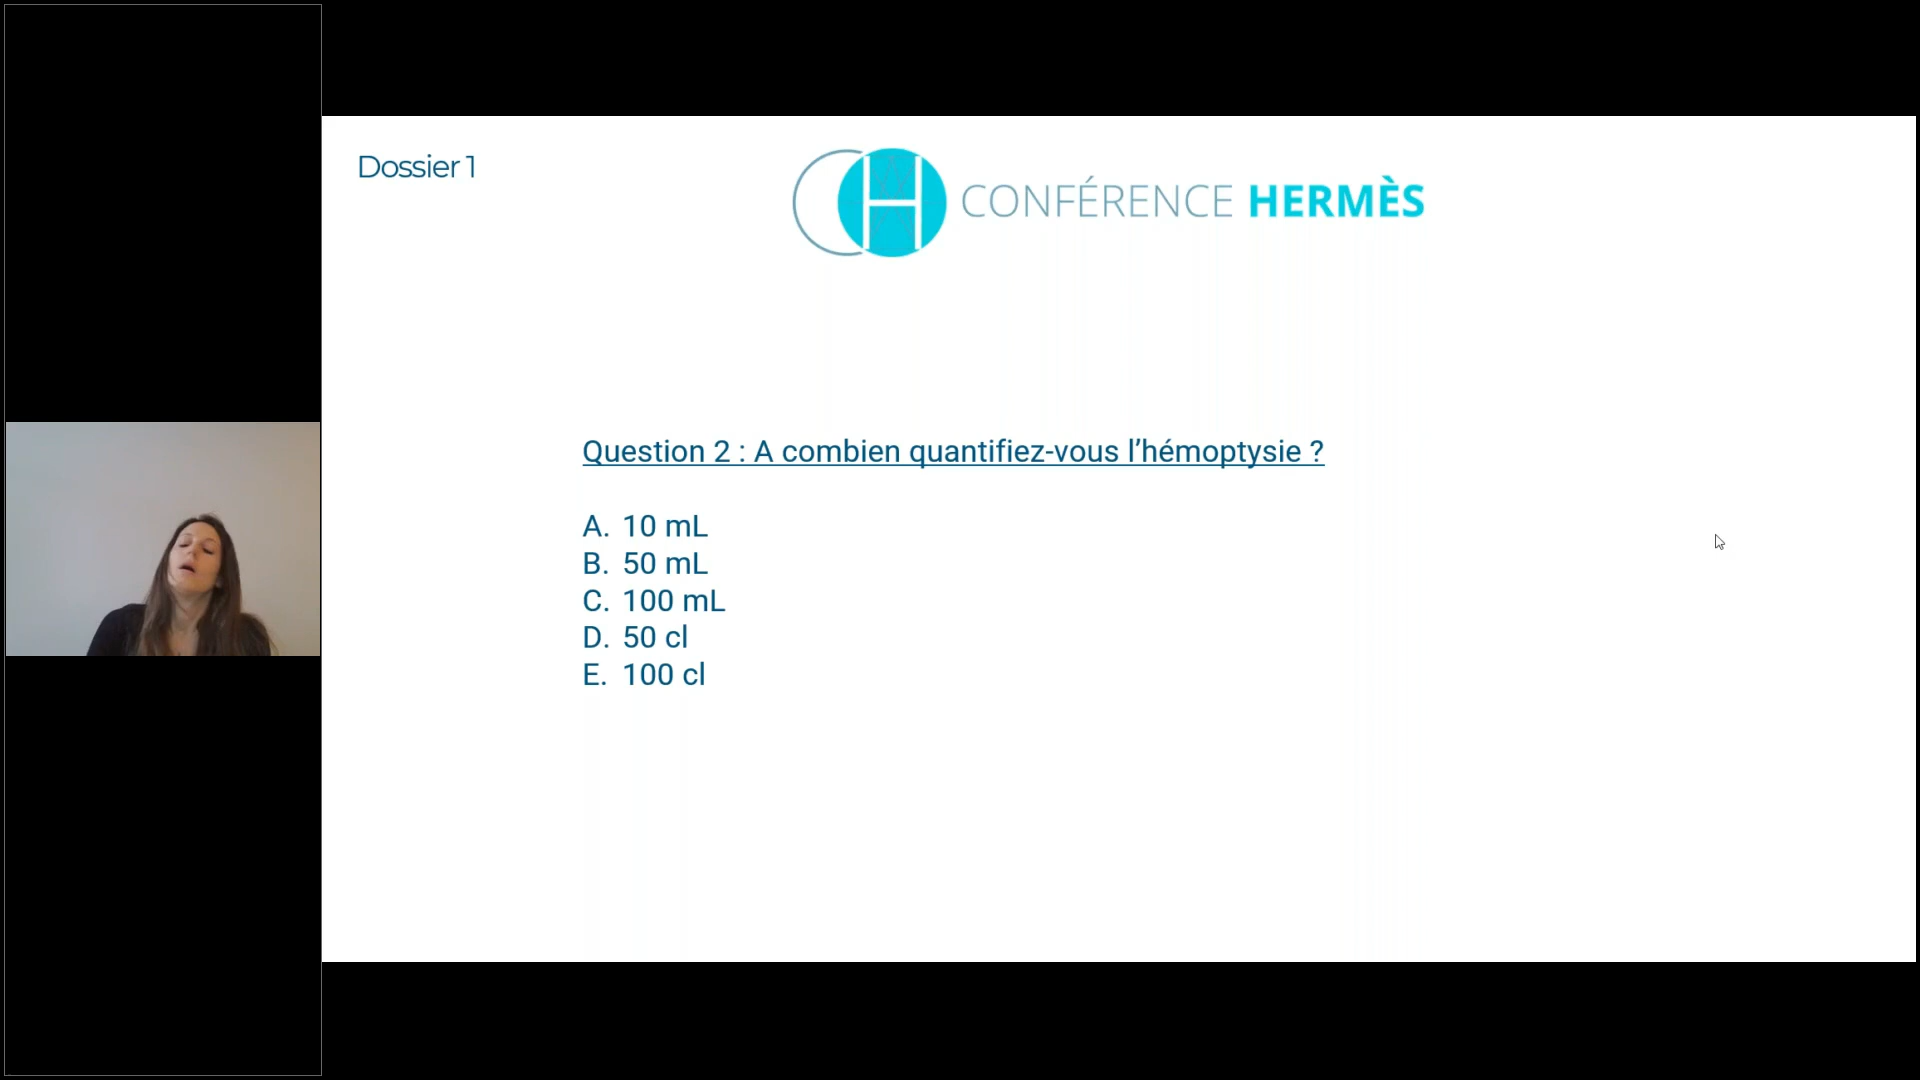 Dossier 1
CONFÉRENCE HERMÈS
Question 2 : A combien quantifiez-vous l’hémoptysie ?
A. 10 mL
B. 50 mL
C. 100 mL
D. 50 cl
E. 100 cl